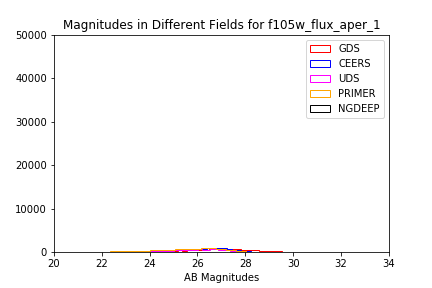 Magnitudes in Different Fields for f105w_flux_aper_1
50000
40000
30000
20000
10000
0
GDS
CEERS
UDS
PRIMER
NGDEEP
20 22 24 26 28 30 32 34
AB Magnitudes